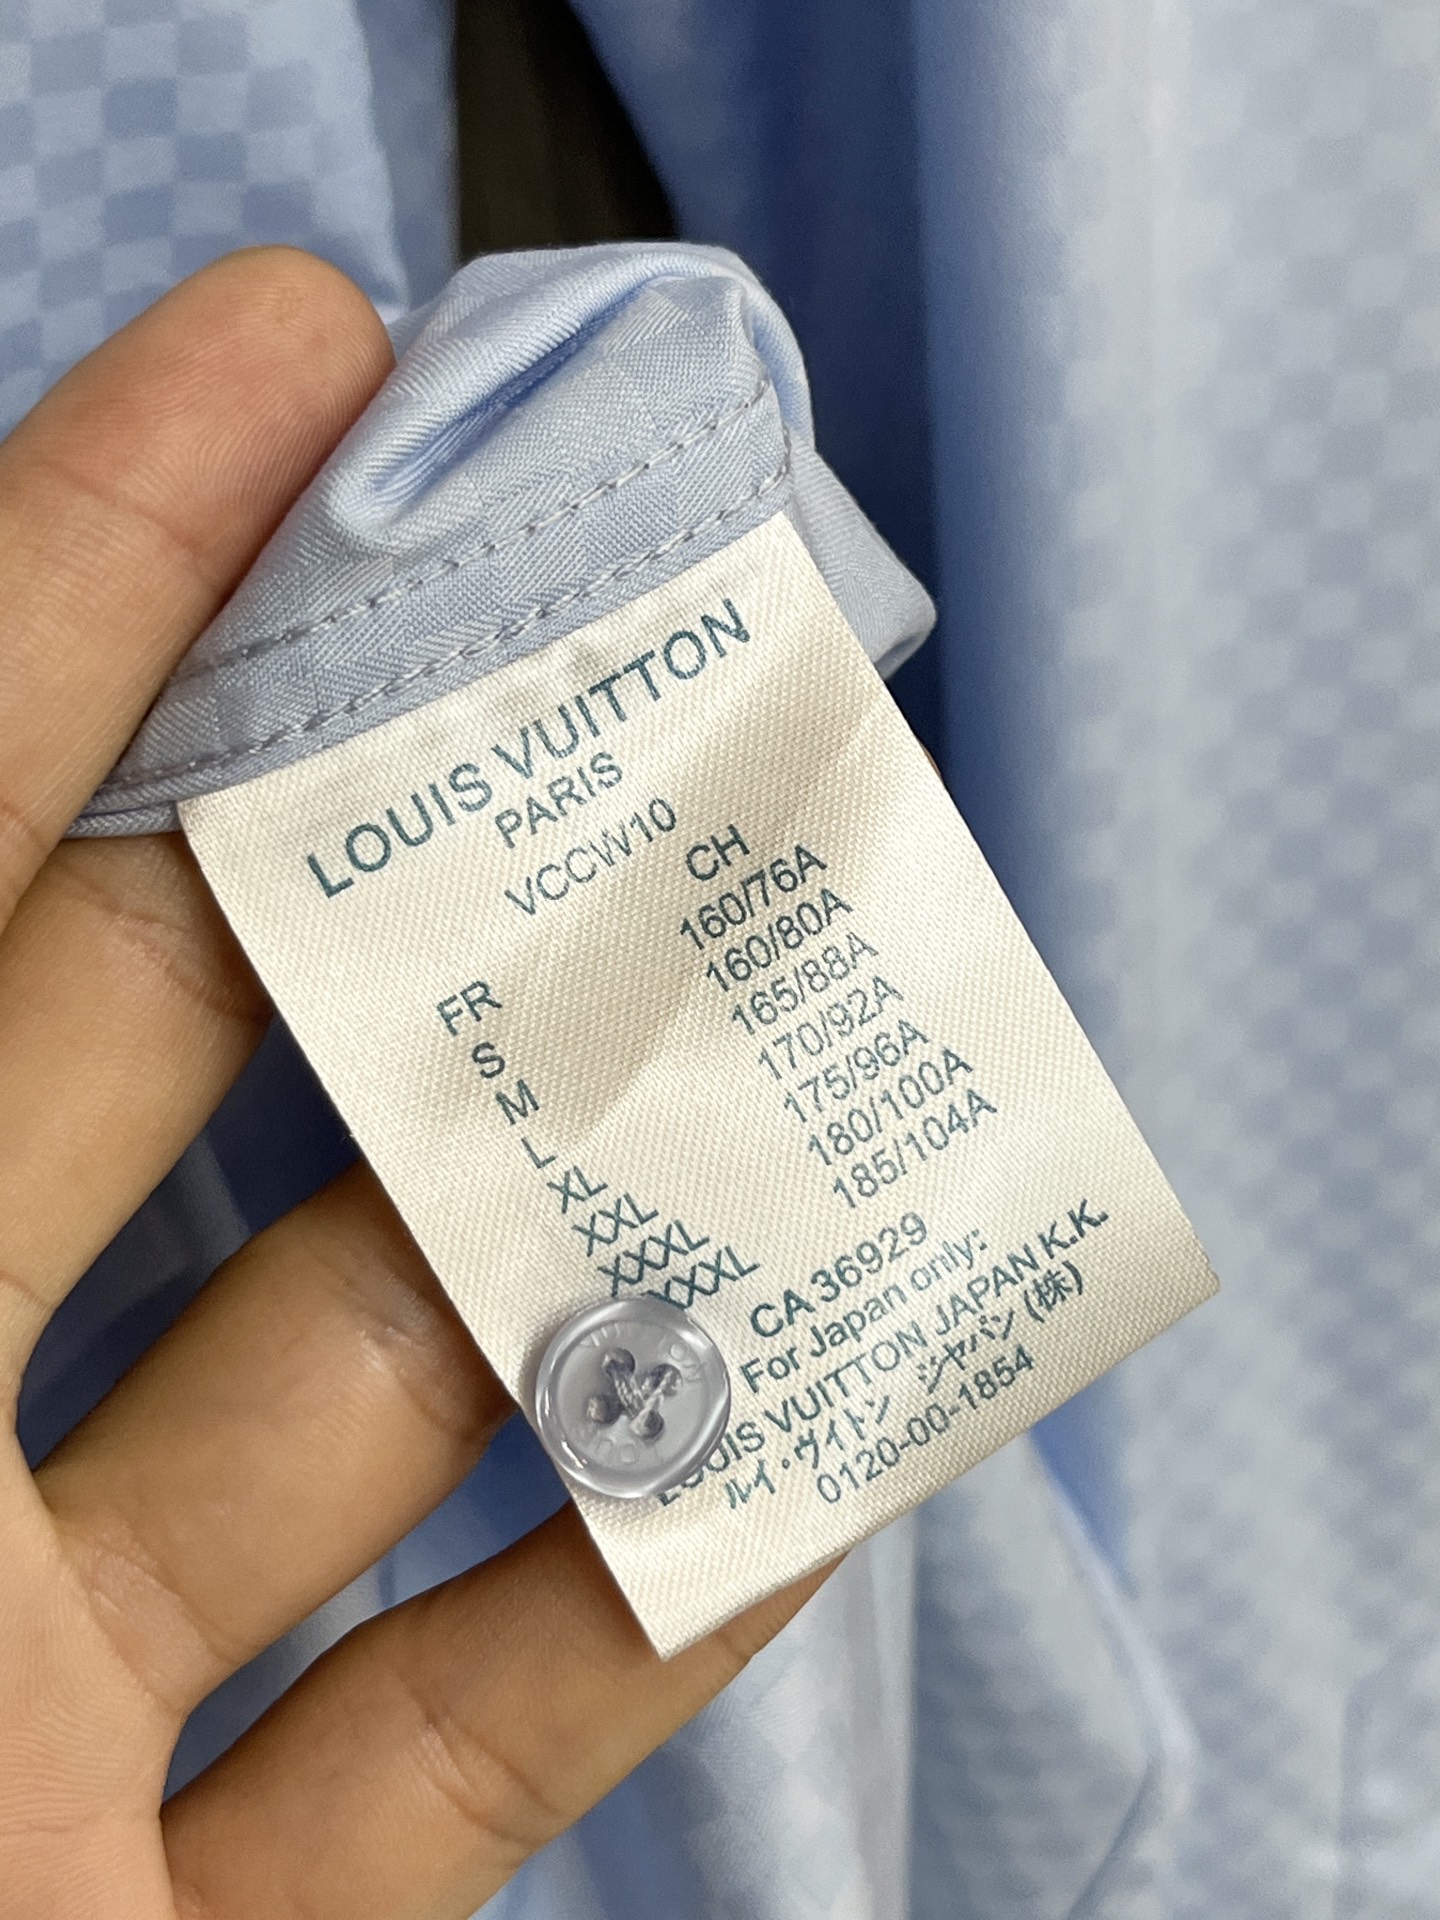 LOUIS VUITTON
PARIS
VCCW10
FR CH
S 160/76A
M 160/80A
L 165/88A
XL 170/92A
XXL 175/96A
XXXL 180/100A
XXXL 185/104A
CA 36929
For Japan only:
LOUIS VUITTON JAPAN K.K.
ルイ・ヴイトン ジャパン (株)
0120-00-1854